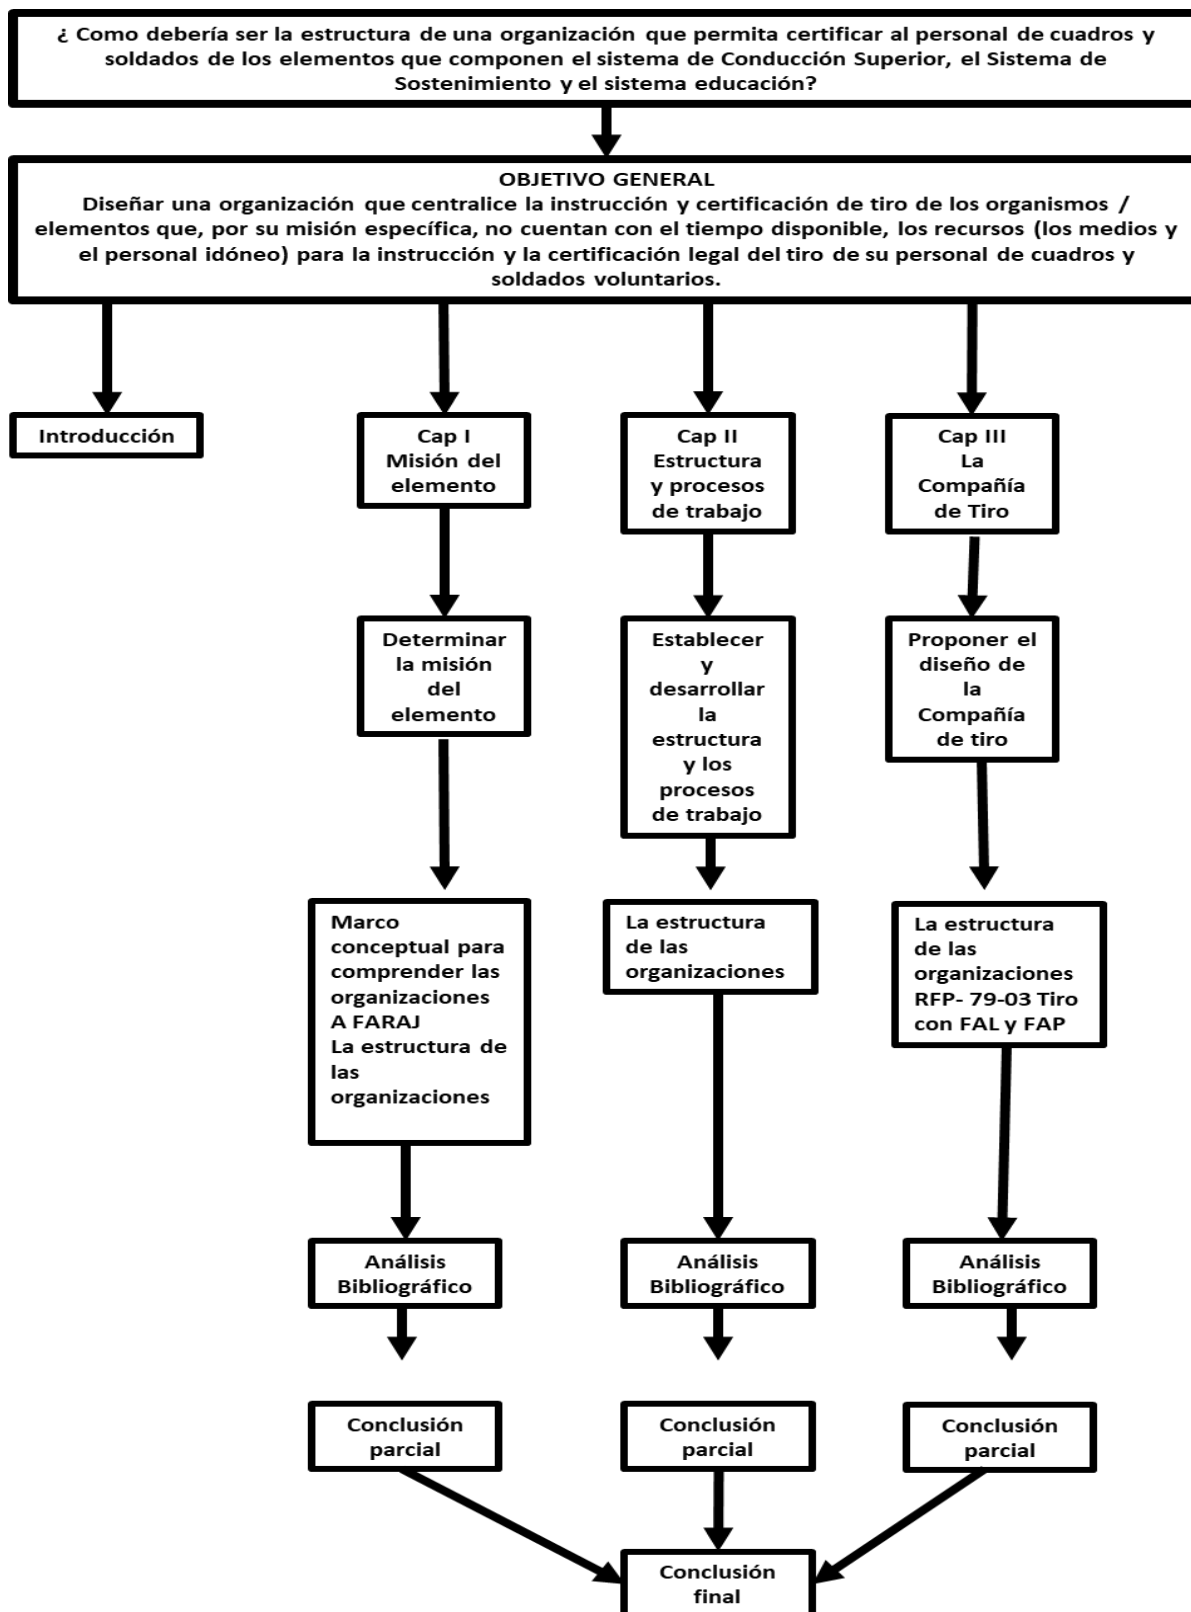 ¿ Como debería ser la estructura de una organización que permita certificar al personal de cuadros y
soldados de los elementos que componen el sistema de Conducción Superior, el Sistema de
Sostenimiento y el sistema educación?
OBJETIVO GENERAL
Diseñar una organización que centralice la instrucción y certificación de tiro de los organismos /
elementos que, por su misión específica, no cuentan con el tiempo disponible, los recursos (los medios y
el personal idóneo) para la instrucción y la certificación legal del tiro de su personal de cuadros y
soldados voluntarios.
Introducción
Cap I
Misión del
elemento
Cap II
Estructura
y procesos
de trabajo
Cap III
La
Compañía
de Tiro
Determinar
la misión
del
elemento
Establecer
y
desarrollar
la
estructura
y los
procesos
de trabajo
Proponer el
diseño de
la
Compañía
de tiro
Marco
conceptual para
comprender las
organizaciones
A FARAJ
La estructura de
las
organizaciones
La estructura
de las
organizaciones
La estructura
de las
organizaciones
RFP- 79-03 Tiro
con FAL y FAP
Análisis
Bibliográfico
Análisis
Bibliográfico
Análisis
Bibliográfico
Conclusión
parcial
Conclusión
parcial
Conclusión
parcial
Conclusión
final